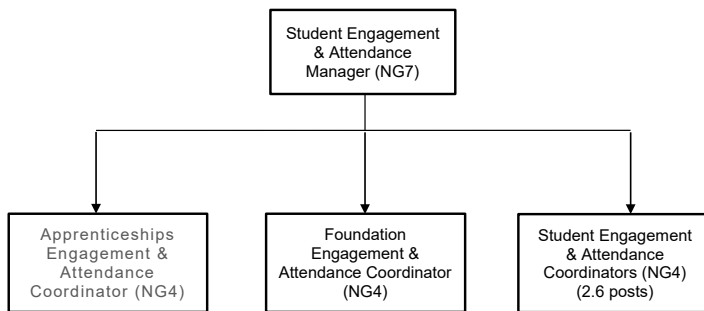 Student Engagement
& Attendance
Manager (NG7)
Apprenticeships
Engagement &
Attendance
Coordinator (NG4)
Foundation
Engagement &
Attendance Coordinator
(NG4)
Student Engagement
& Attendance
Coordinators (NG4)
(2.6 posts)